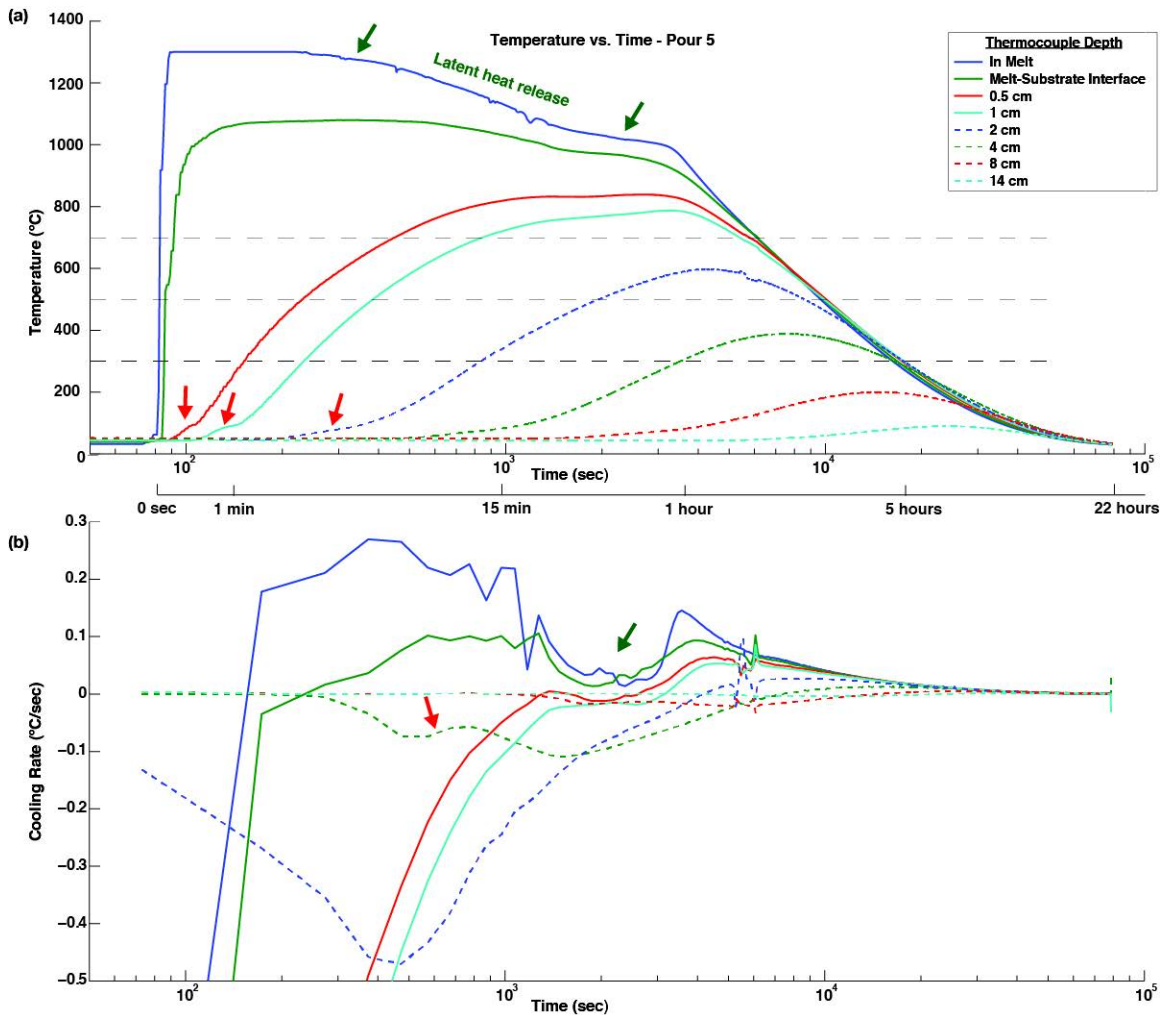 (a)
Temperature vs. Time - Pour 5
Latent heat release
Thermocouple Depth
In Melt
Melt-Substrate Interface
0.5 cm
1 cm
2 cm
4 cm
8 cm
14 cm
Temperature (ºC)
1400
1200
1000
800
600
400
200
0
10²
10³
10⁴
10⁵
Time (sec)
0 sec
1 min
15 min
1 hour
5 hours
22 hours
(b)
Cooling Rate (ºC/sec)
0.3
0.2
0.1
0
−0.1
−0.2
−0.3
−0.4
−0.5
10²
10³
10⁴
10⁵
Time (sec)